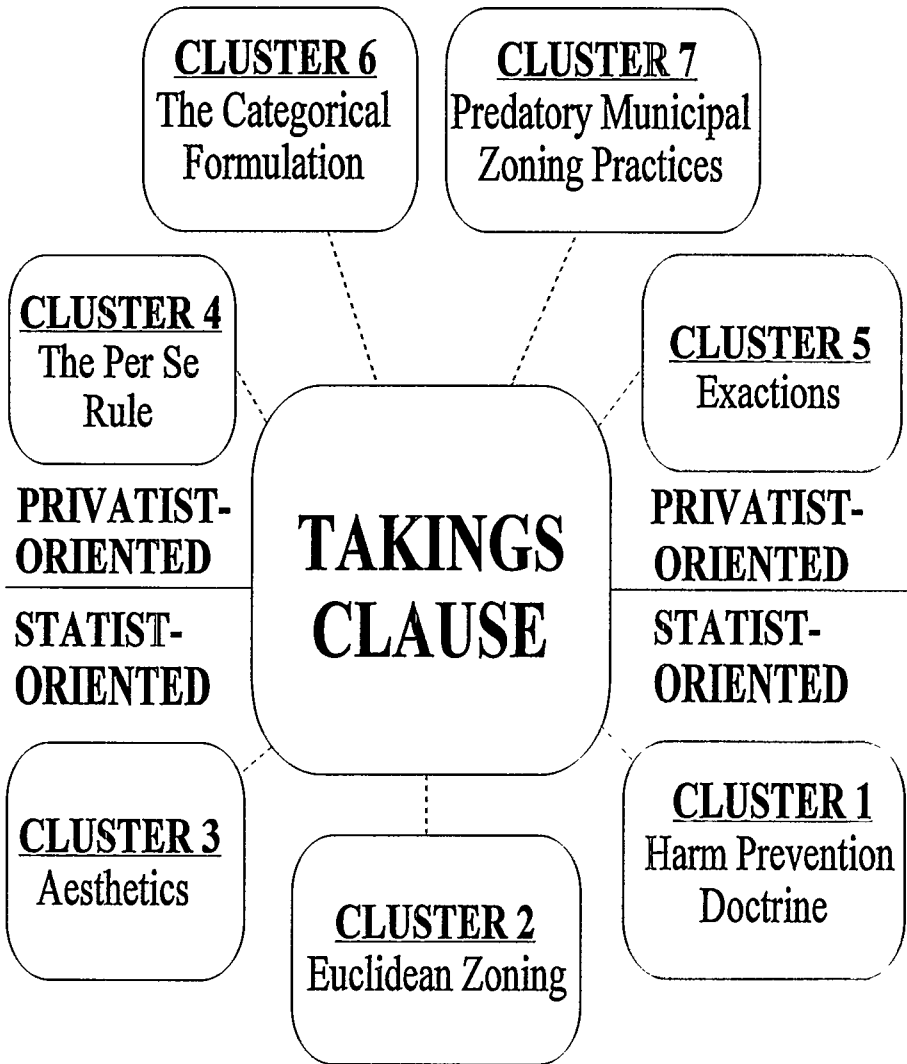 CLUSTER 6
The Categorical
Formulation
CLUSTER 7
Predatory Municipal
Zoning Practices
CLUSTER 4
The Per Se
Rule
CLUSTER 5
Exactions
PRIVATIST-
ORIENTED
TAKINGS
CLAUSE
PRIVATIST-
ORIENTED
STATIST-
ORIENTED
STATIST-
ORIENTED
CLUSTER 3
Aesthetics
CLUSTER 2
Euclidean Zoning
CLUSTER 1
Harm Prevention
Doctrine